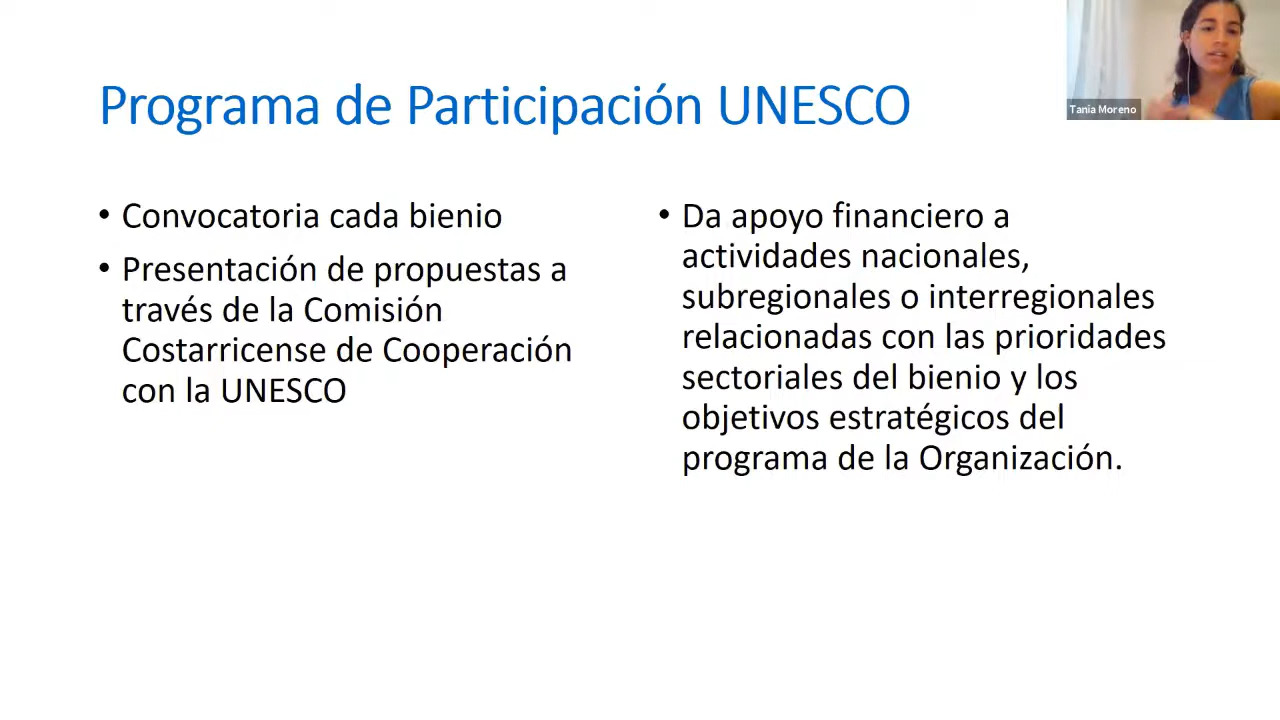 Programa de Participación UNESCO
Tania Moreno
• Convocatoria cada bienio
• Presentación de propuestas a
través de la Comisión
Costarricense de Cooperación
con la UNESCO
• Da apoyo financiero a
actividades nacionales,
subregionales o interregionales
relacionadas con las prioridades
sectoriales del bienio y los
objetivos estratégicos del
programa de la Organización.